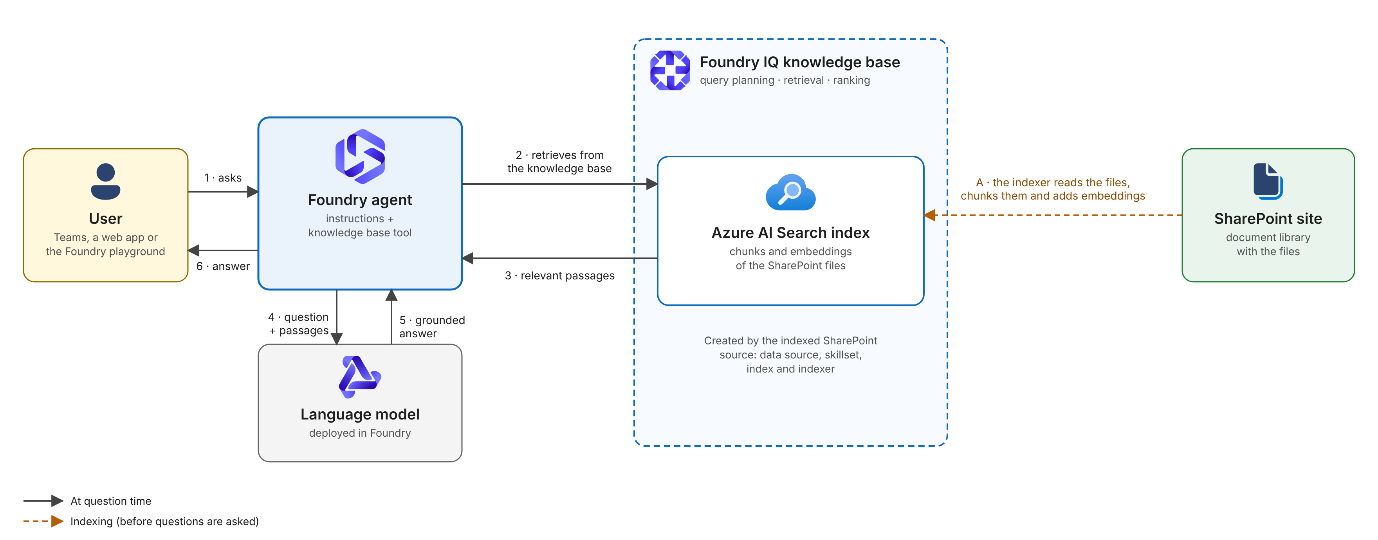 Foundry IQ knowledge base
query planning · retrieval · ranking
User
Teams, a web app or
the Foundry playground
1 · asks
6 · answer
Foundry agent
instructions +
knowledge base tool
2 · retrieves from
the knowledge base
3 · relevant passages
Azure AI Search index
chunks and embeddings
of the SharePoint files
Created by the indexed SharePoint
source: data source, skillset,
index and indexer
A · the indexer reads the files,
chunks them and adds embeddings
SharePoint site
document library
with the files
4 · question
+ passages
5 · grounded
answer
Language model
deployed in Foundry
At question time
Indexing (before questions are asked)